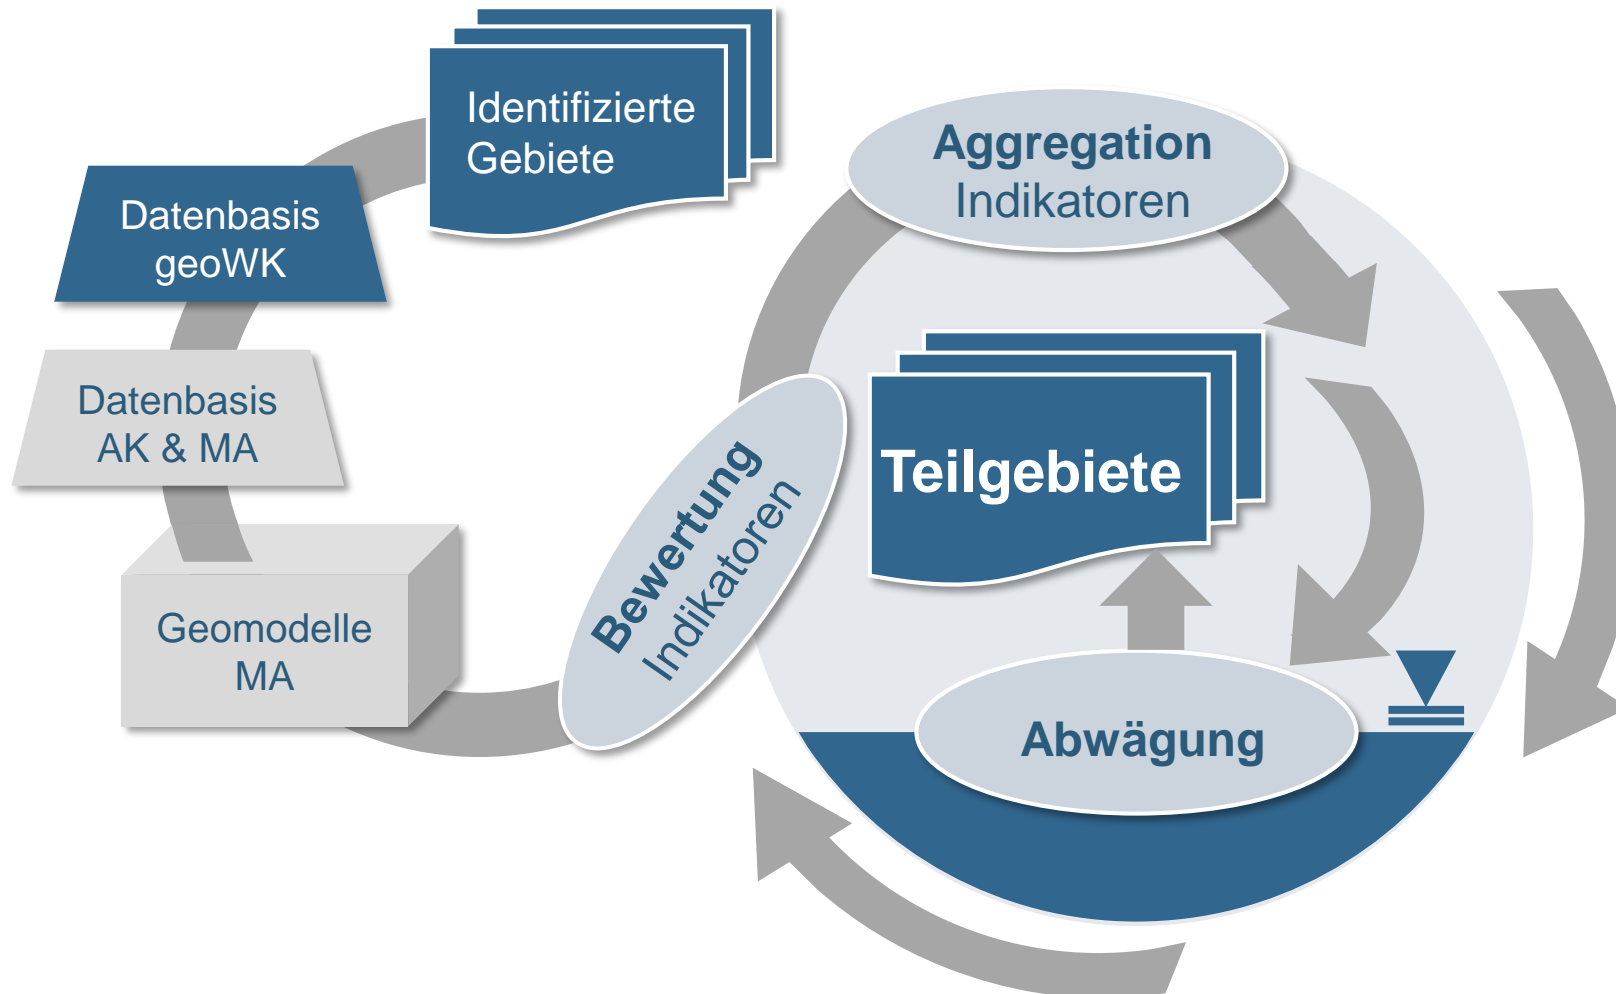 Identifizierte
Gebiete
Datenbasis
geoWK
Datenbasis
AK & MA
Geomodelle
MA
Bewertung
Indikatoren
Aggregation
Indikatoren
Teilgebiete
Abwägung